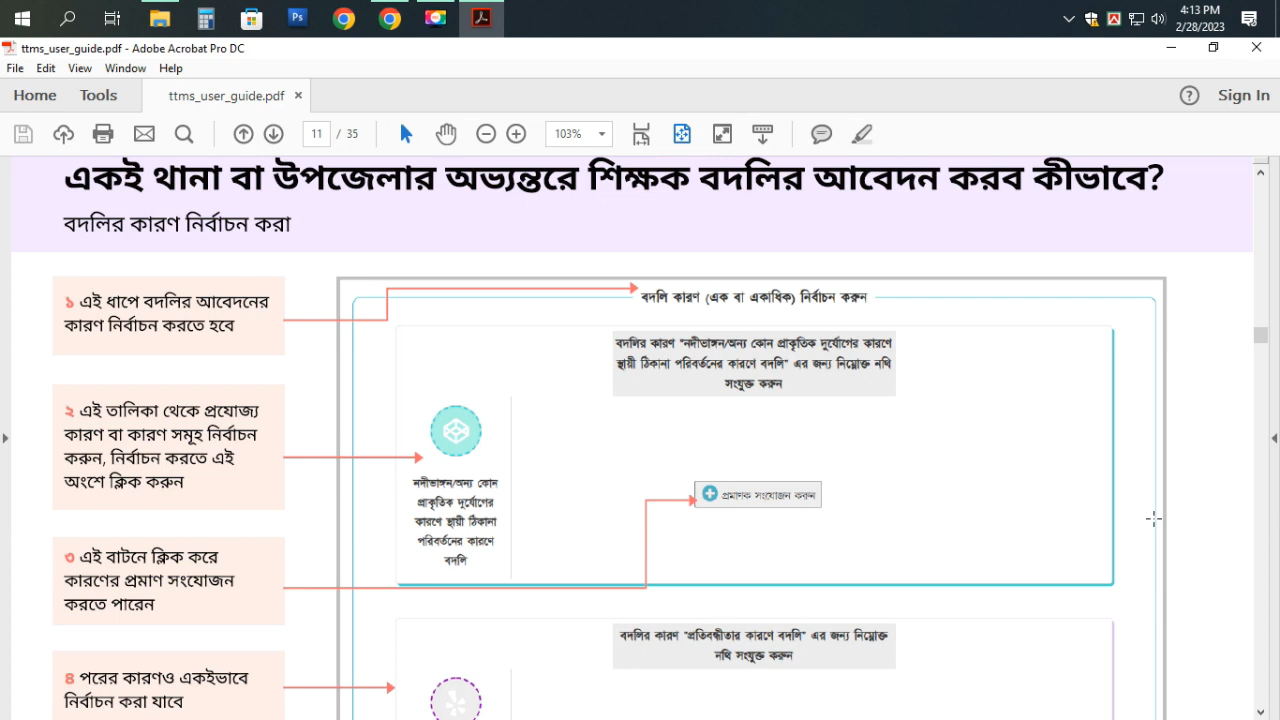 4:13 PM
2/28/2023
Ps
ttms_user_guide.pdf - Adobe Acrobat Pro DC
File Edit View Window Help
Home Tools ttms_user_guide.pdf × Sign In
11 / 35 103%
একই থানা বা উপজেলার অভ্যন্তরে শিক্ষক বদলির আবেদন করব কীভাবে?
বদলির কারণ নির্বাচন করা
১ এই ধাপে বদলির আবেদনের
কারণ নির্বাচন করতে হবে
২ এই তালিকা থেকে প্রযোজ্য
কারণ বা কারণ সমূহ নির্বাচন
করুন, নির্বাচন করতে এই
অংশে ক্লিক করুন
৩ এই বাটনে ক্লিক করে
কারণের প্রমাণ সংযোজন
করতে পারেন
৪ পরের কারণও একইভাবে
নির্বাচন করা যাবে
বদলি কারণ (এক বা একাধিক) নির্বাচন করুন
বদলির কারণ "নদীভাঙ্গন/অন্য কোন প্রাকৃতিক দুর্যোগের কারণে
স্থায়ী ঠিকানা পরিবর্তনের কারণে বদলি" এর জন্য নিম্নোক্ত নথি
সংযুক্ত করুন
নদীভাঙ্গন/অন্য কোন
প্রাকৃতিক দুর্যোগের
কারণে স্থায়ী ঠিকানা
পরিবর্তনের কারণে
বদলি
প্রমাণক সংযোজন করুন
বদলির কারণ "প্রতিবন্ধীতার কারণে বদলি" এর জন্য নিম্নোক্ত
নথি সংযুক্ত করুন